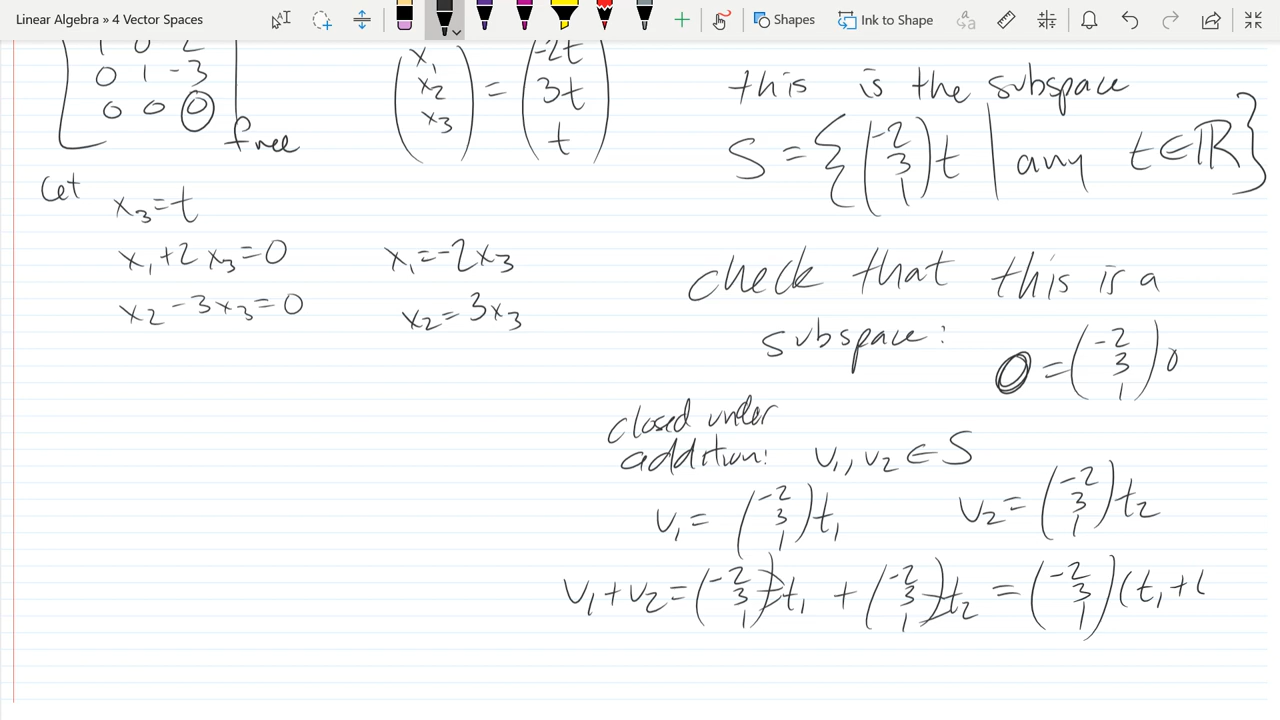 Linear Algebra » 4 Vector Spaces
Shapes
Ink to Shape
1 0 2
0 1 -3
0 0 0
free
x₁
x₂
x₃
=
-2t
3t
t
Let
x₃=t
x₁+2x₃=0
x₁=-2x₃
x₂-3x₃=0
x₂=3x₃
this is the subspace
S={(-2 3 1)t | any t∈ℝ}
check that this is a
subspace:
0=(-2 3 1)0
closed under
addition: v₁, v₂ ∈ S
v₁=(-2 3 1)t₁
v₂=(-2 3 1)t₂
v₁+v₂=(-2 3 1)t₁+(-2 3 1)t₂=(-2 3 1)(t₁+